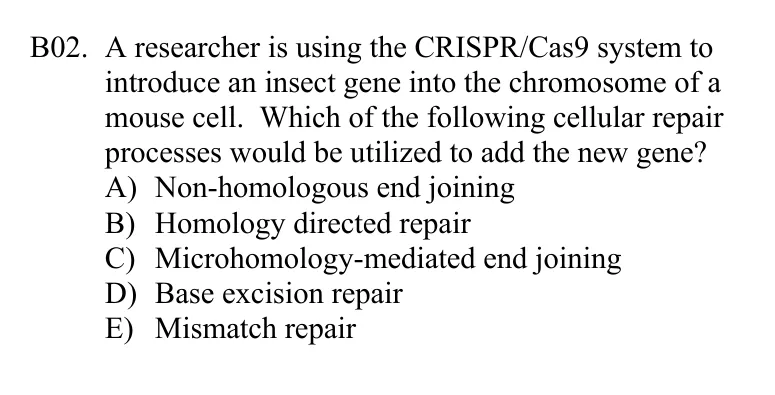 B02. A researcher is using the CRISPR/Cas9 system to
introduce an insect gene into the chromosome of a
mouse cell. Which of the following cellular repair
processes would be utilized to add the new gene?
A) Non-homologous end joining
B) Homology directed repair
C) Microhomology-mediated end joining
D) Base excision repair
E) Mismatch repair